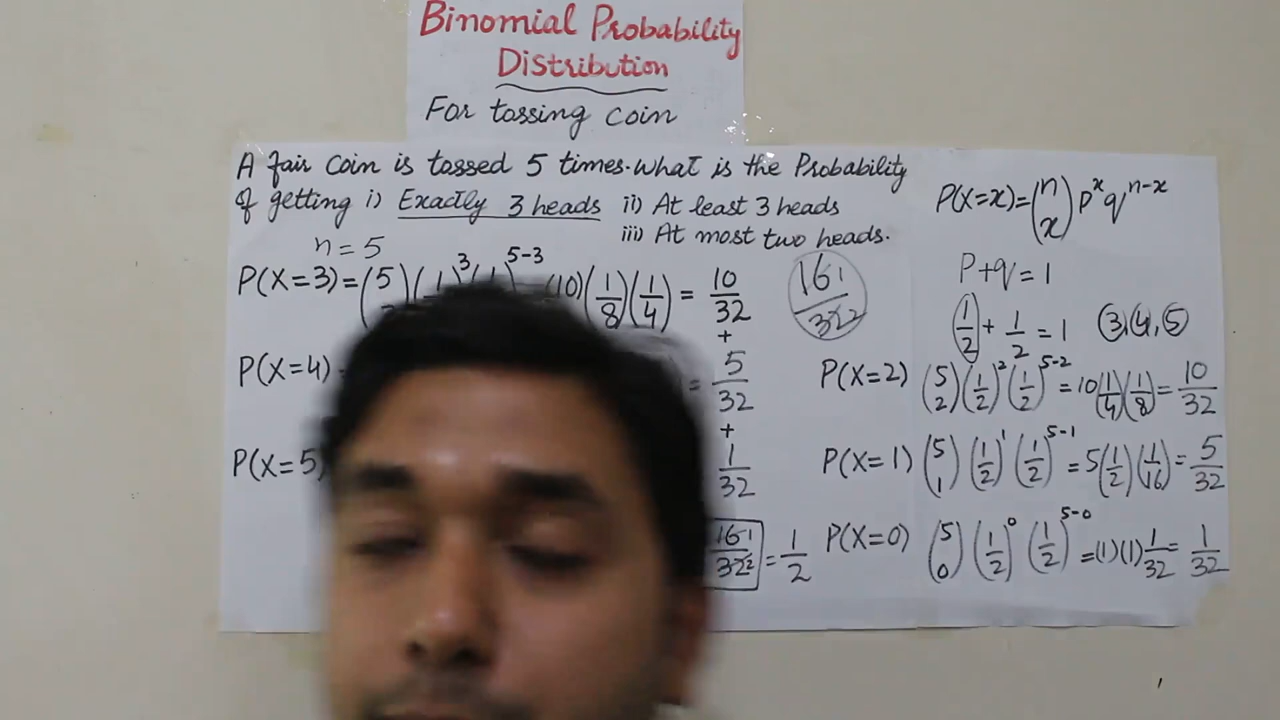 Binomial Probability
Distribution
For tossing coin
A fair coin is tossed 5 times. what is the Probability
of getting i) Exactly 3 heads ii) At least 3 heads
iii) At most two heads.
n = 5
P(X=3) = (5 (1 )^3 (1 )^5-3 (10)(1/8)(1/4) = 10/32
+
P(X=4) = 5/32
+
P(X=5) 1/32
16 1/32 2 = 1/2
16 1/32 2
P(X=x) = (n x) p^x q^n-x
P+q = 1
(1/2) + 1/2 = 1 (3,4,5)
P(X=2) (5 2)(1/2)^2 (1/2)^5-2 = 10(1/4)(1/8) = 10/32
P(X=1) (5 1)(1/2)^1 (1/2)^5-1 = 5(1/2)(1/16) = 5/32
P(X=0) (5 0)(1/2)^0 (1/2)^5-0 = (1)(1) 1/32 = 1/32